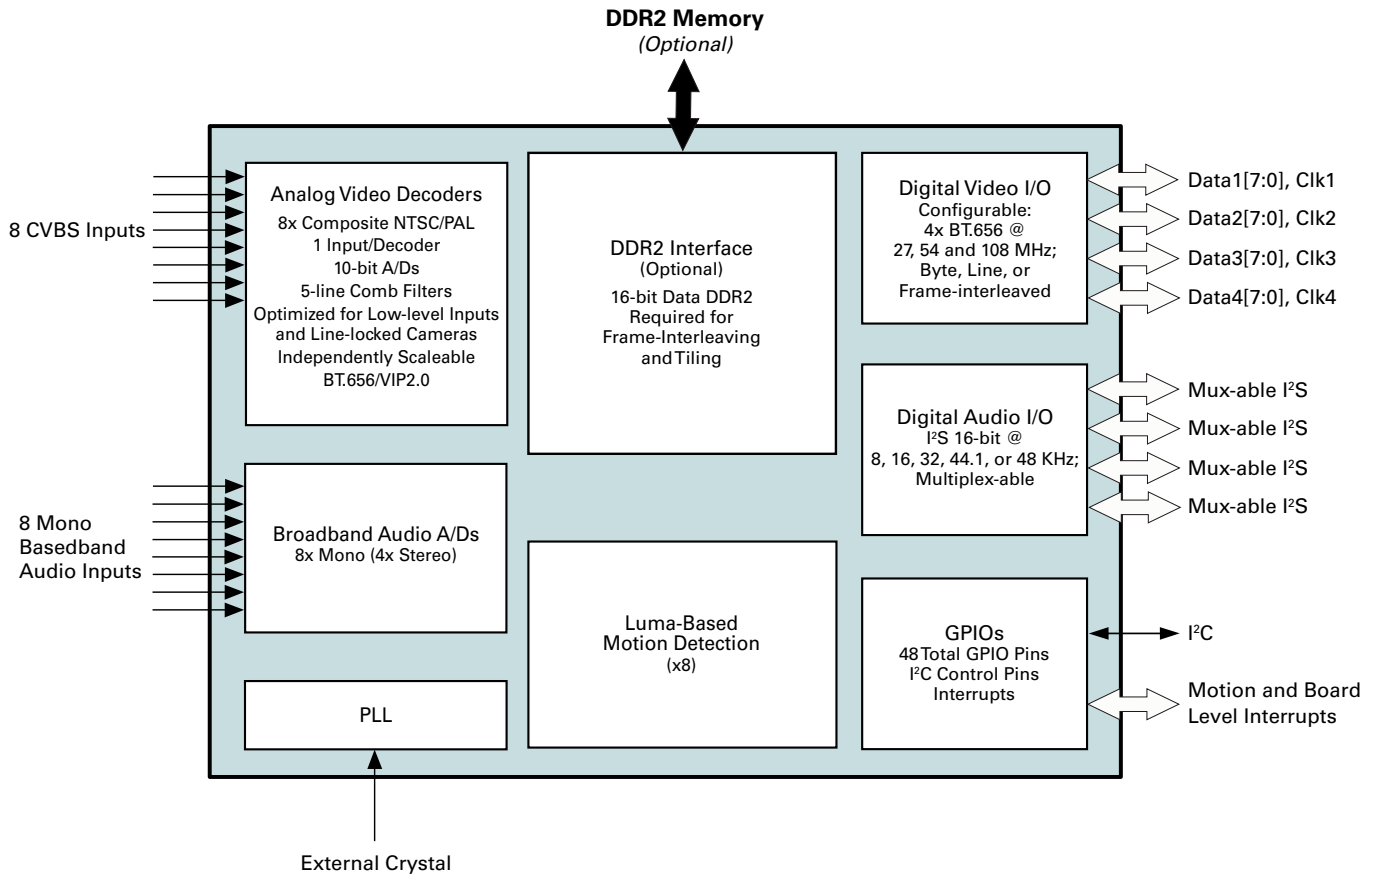 DDR2 Memory
(Optional)
8 CVBS Inputs
Analog Video Decoders
8x Composite NTSC/PAL
1 Input/Decoder
10-bit A/Ds
5-line Comb Filters
Optimized for Low-level Inputs
and Line-locked Cameras
Independently Scaleable
BT.656/VIP2.0
DDR2 Interface
(Optional)
16-bit Data DDR2
Required for
Frame-Interleaving
and Tiling
Digital Video I/O
Configurable:
4x BT.656 @
27, 54 and 108 MHz;
Byte, Line, or
Frame-interleaved
Data1[7:0], Clk1
Data2[7:0], Clk2
Data3[7:0], Clk3
Data4[7:0], Clk4
Digital Audio I/O
I²S 16-bit @
8, 16, 32, 44.1, or 48 KHz;
Multiplex-able
Mux-able I²S
Mux-able I²S
Mux-able I²S
Mux-able I²S
8 Mono
Basedband
Audio Inputs
Broadband Audio A/Ds
8x Mono (4x Stereo)
Luma-Based
Motion Detection
(x8)
GPIOs
48 Total GPIO Pins
I²C Control Pins
Interrupts
I²C
Motion and Board
Level Interrupts
PLL
External Crystal